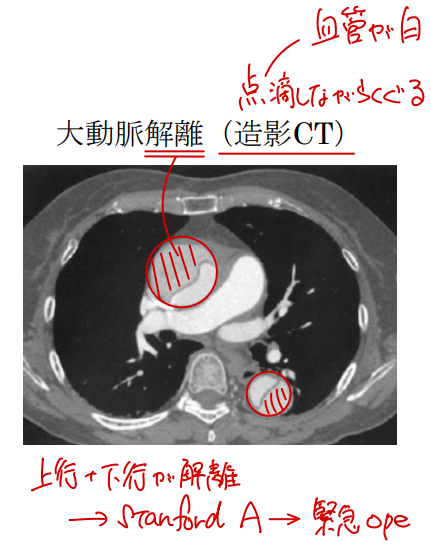 血管が白
点滴しながらくぐる
大動脈解離（造影CT）
上行+下行が解離
→ Stanford A → 緊急ope